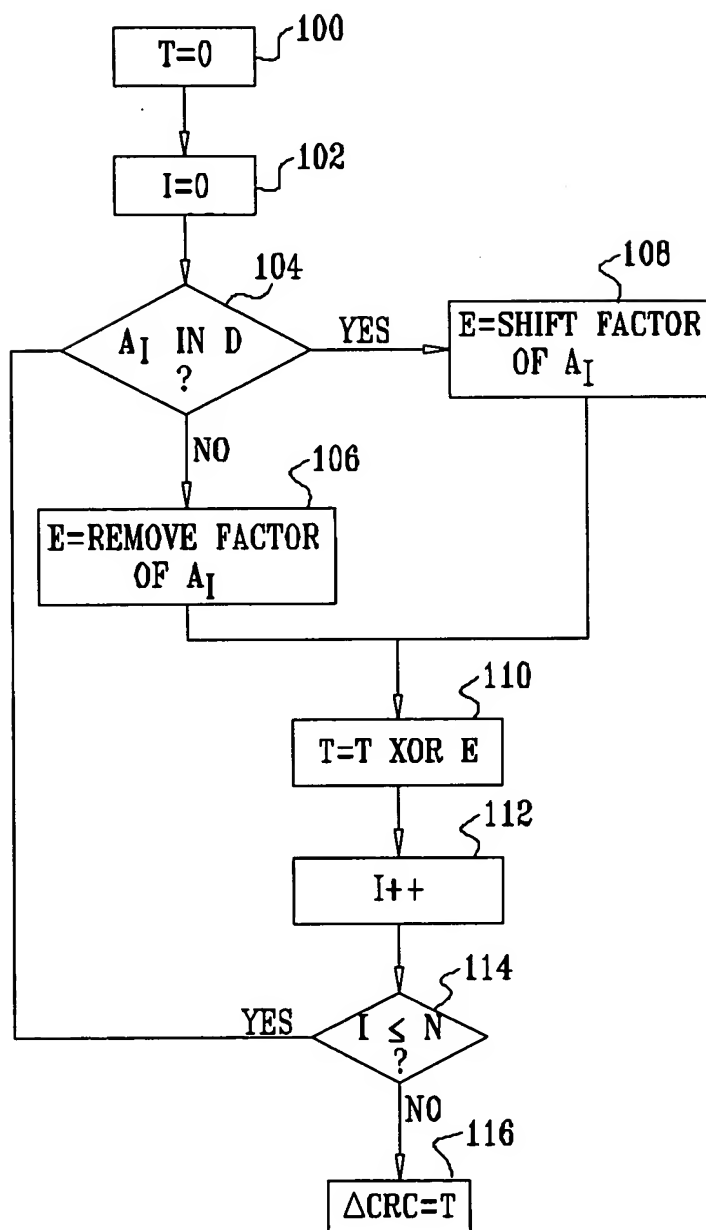 100
T=0
102
I=0
104
108
A_I IN D
?
YES
E=SHIFT FACTOR
OF A_I
NO
106
E=REMOVE FACTOR
OF A_I
110
T=T XOR E
112
I++
114
YES
I ≤ N
?
NO
116
ΔCRC=T